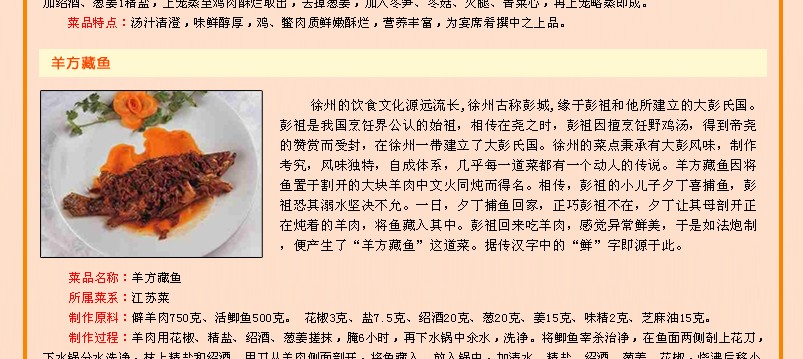 加绍酒、葱姜1精盐，上笼蒸至鸡肉酥烂取出，去掉葱姜，加入冬笋、冬菇、火腿、香菜心，再上笼略蒸即成。
菜品特点：汤汁清澄，味鲜醇厚，鸡、鳖肉质鲜嫩酥烂，营养丰富，为宴席肴撰中之上品。
羊方藏鱼
徐州的饮食文化源远流长,徐州古称彭城,缘于彭祖和他所建立的大彭氏国。
彭祖是我国烹饪界公认的始祖，相传在尧之时，彭祖因擅烹饪野鸡汤，得到帝尧
的赞赏而受封，在徐州一带建立了大彭氏国。徐州的菜点秉承有大彭风味，制作
考究，风味独特，自成体系，几乎每一道菜都有一个动人的传说。羊方藏鱼因将
鱼置于割开的大块羊肉中文火同炖而得名。相传，彭祖的小儿子夕丁喜捕鱼，彭
祖恐其溺水坚决不允。一日，夕丁捕鱼回家，正巧彭祖不在，夕丁让其母剖开正
在炖着的羊肉，将鱼藏入其中。彭祖回来吃羊肉，感觉异常鲜美，于是如法炮制
，便产生了“羊方藏鱼”这道菜。据传汉字中的“鲜”字即源于此。
菜品名称：羊方藏鱼
所属菜系：江苏菜
制作原料：僻羊肉750克、活鲫鱼500克。 花椒3克、盐7.5克、绍酒20克、葱20克、姜15克、味精2克、芝麻油15克。
制作过程：羊肉用花椒、精盐、绍酒、葱姜搓抹，腌6小时，再下水锅中汆水，洗净。将鲫鱼宰杀治净，在鱼面两侧剞上花刀，
下水锅分水洗净，抹上精盐和绍酒。用刀从羊肉侧面剖开，将鱼藏入，放入锅中，加清水、精盐、绍酒、葱姜、花椒，烧沸后移小